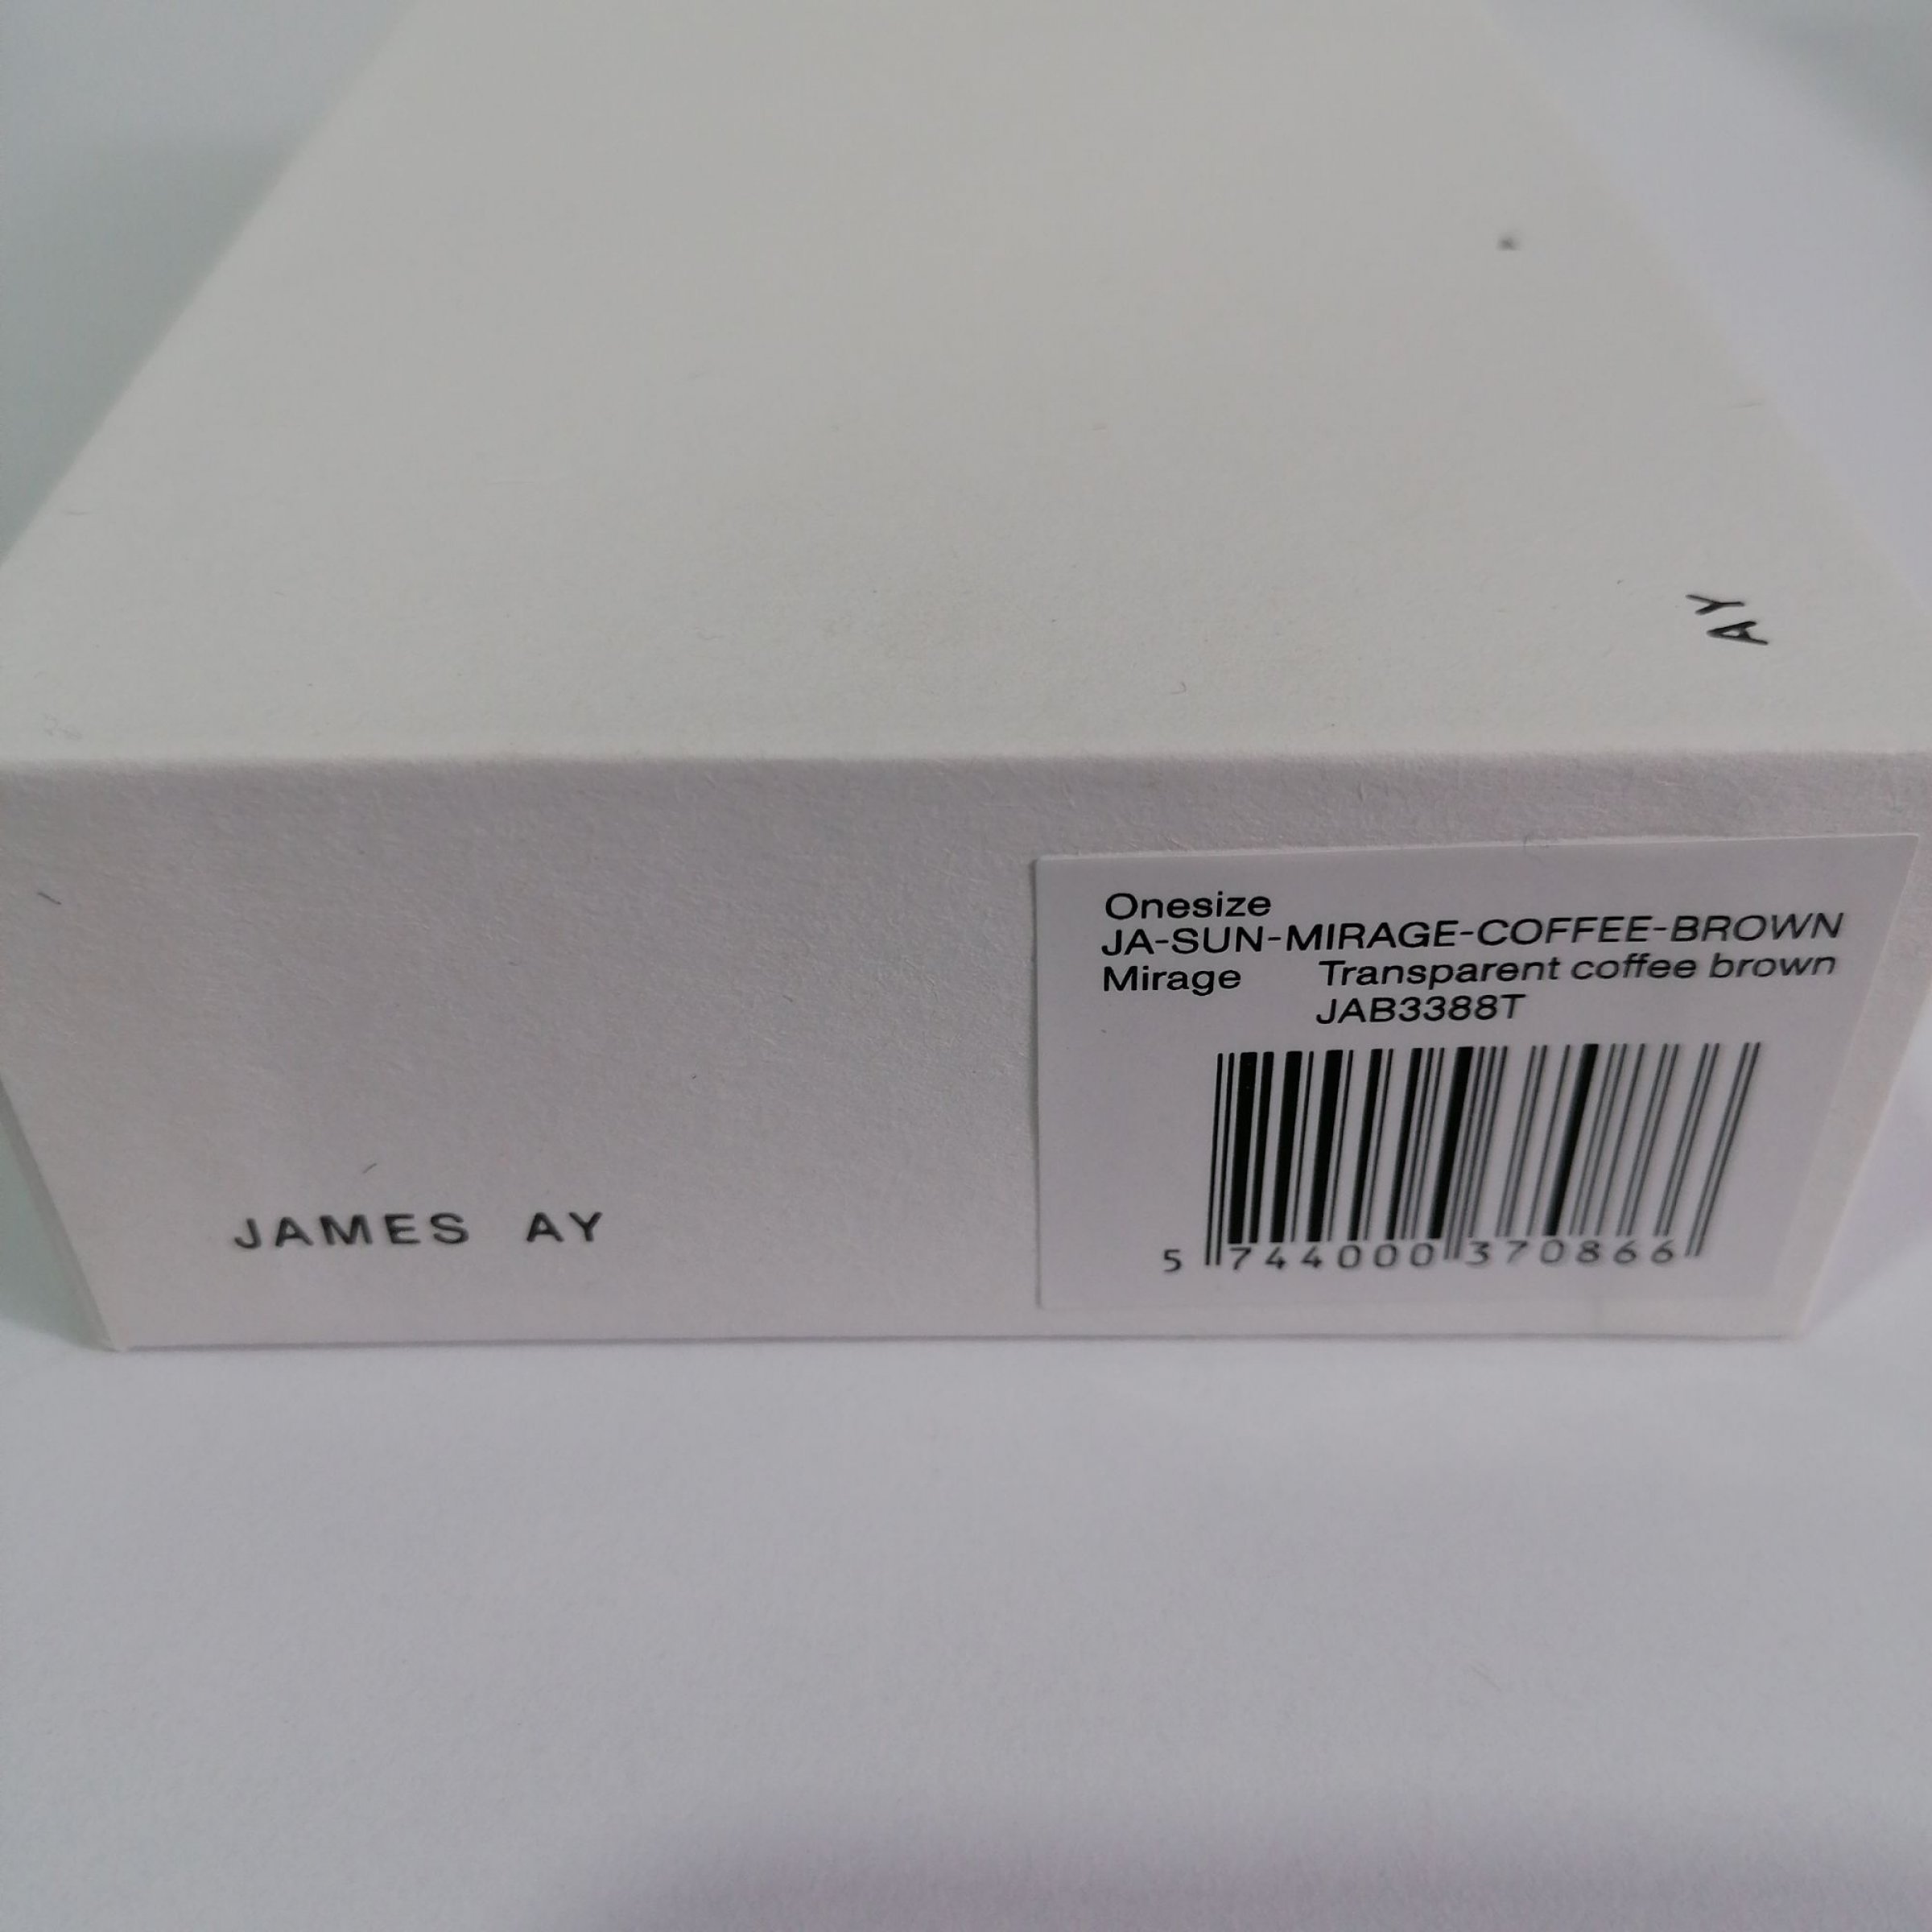 AY
Onesize
JA-SUN-MIRAGE-COFFEE-BROWN
Mirage Transparent coffee brown
JAB3388T
5 744000 370866
JAMES AY